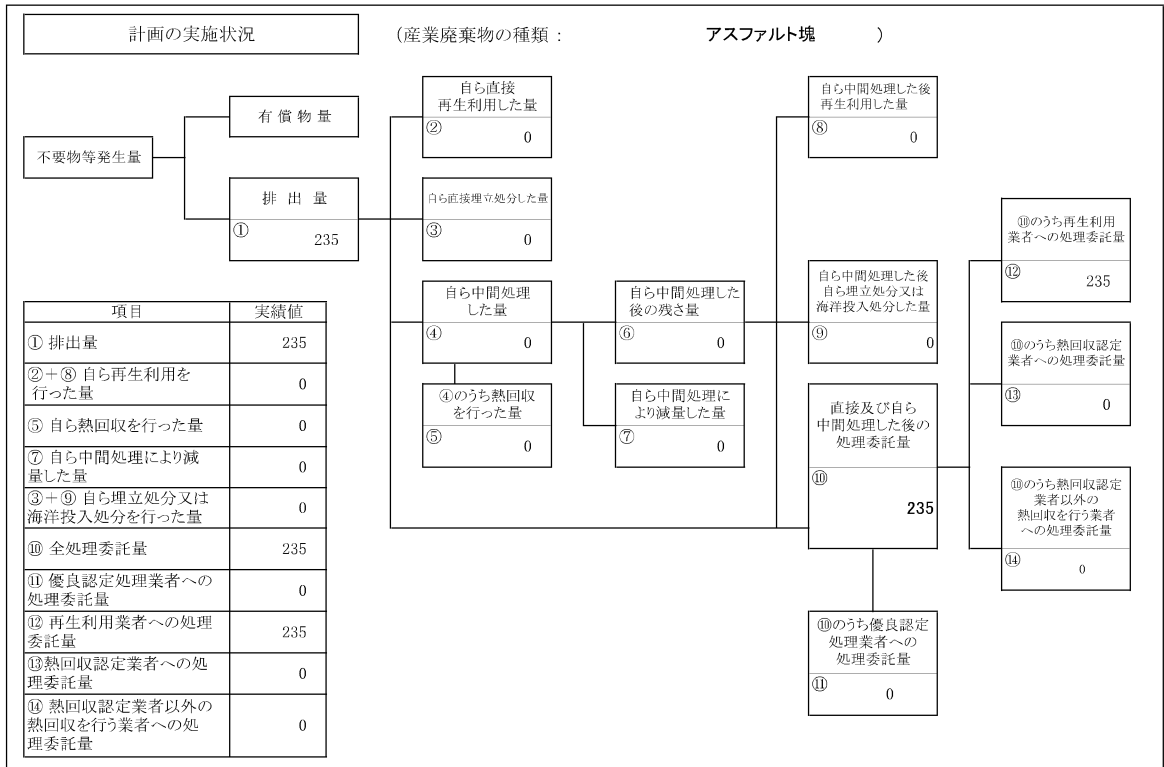 計画の実施状況
(産業廃棄物の種類： アスファルト塊 )
不要物等発生量
有償物量
排出量
①
235
自ら直接
再生利用した量
②
0
自ら直接埋立処分した量
③
0
自ら中間処理
した量
④
0
④のうち熱回収
を行った量
⑤
0
自ら中間処理した
後の残さ量
⑥
0
自ら中間処理に
より減量した量
⑦
0
自ら中間処理した後
再生利用した量
⑧
0
自ら中間処理した後
自ら埋立処分又は
海洋投入処分した量
⑨
0
直接及び自ら
中間処理した後の
処理委託量
⑩
235
⑩のうち優良認定
処理業者への
処理委託量
⑪
0
⑩のうち再生利用
業者への処理委託量
⑫
235
⑩のうち熱回収認定
業者への処理委託量
⑬
0
⑩のうち熱回収認定
業者以外の
熱回収を行う業者
への処理委託量
⑭
0
項目 実績値
① 排出量 235
②＋⑧ 自ら再生利用を
行った量 0
⑤ 自ら熱回収を行った量 0
⑦ 自ら中間処理により減
量した量 0
③＋⑨ 自ら埋立処分又は
海洋投入処分を行った量 0
⑩ 全処理委託量 235
⑪ 優良認定処理業者への
処理委託量 0
⑫ 再生利用業者への処理
委託量 235
⑬熱回収認定業者への処
理委託量 0
⑭ 熱回収認定業者以外の
熱回収を行う業者への処
理委託量 0